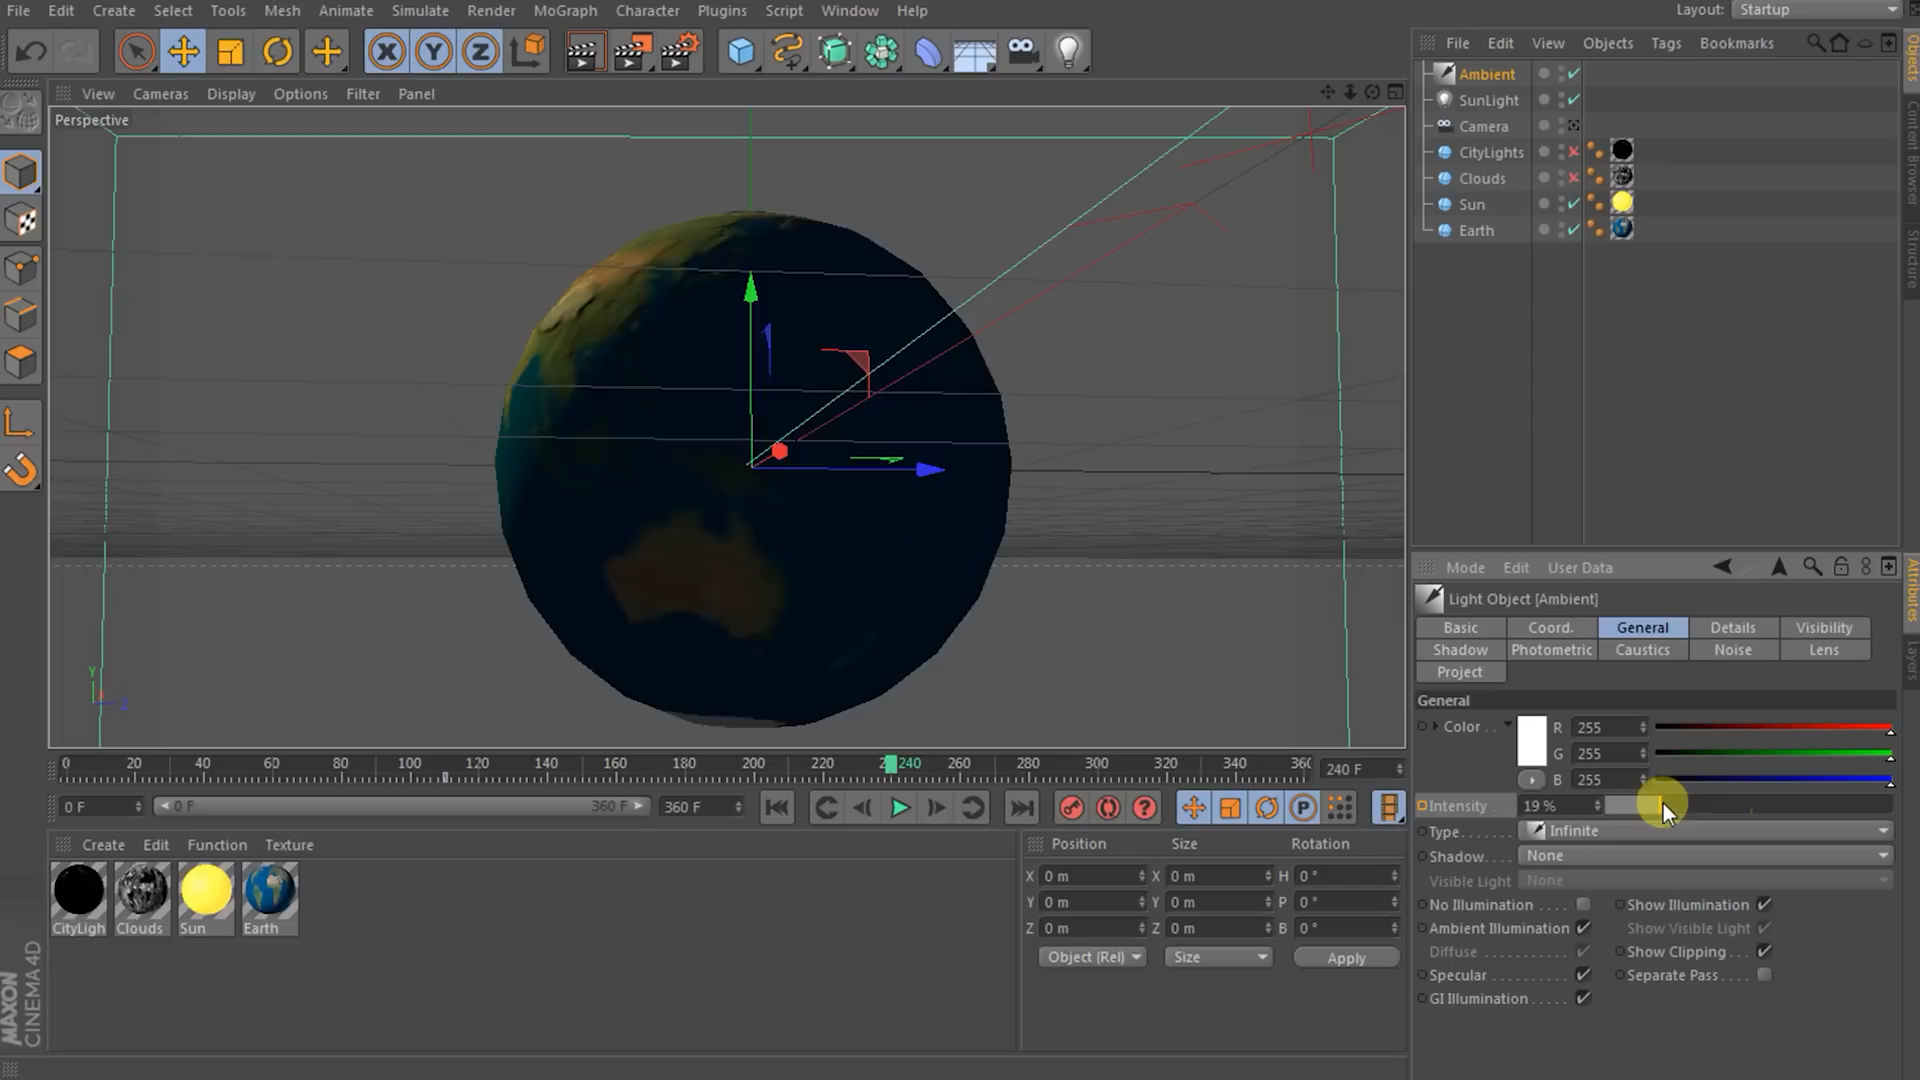 File Edit Create Select Tools Mesh Animate Simulate Render MoGraph Character Plugins Script Window Help
Layout: Startup
X Y Z
File Edit View Objects Tags Bookmarks
View Cameras Display Options Filter Panel
Perspective
Ambient
SunLight
Camera
CityLights
Clouds
Sun
Earth
Objects
Content Browser
Structure
Y
Z
Mode Edit User Data
Light Object [Ambient]
Basic Coord. General Details Visibility
Shadow Photometric Caustics Noise Lens
Project
General
Color . . R 255
G 255
B 255
Intensity 19 %
Type . . . . . . Infinite
Shadow. . . . None
Visible Light None
No Illumination . . . . Show Illumination
Ambient Illumination Show Visible Light
Diffuse . . . . . . . . . . . Show Clipping . . .
Specular . . . . . . . . . . Separate Pass . . .
GI Illumination . . . . .
Attributes
Layers
0 20 40 60 80 100 120 140 160 180 200 220 240 260 280 300 320 340 240 F
0 F 0 F 360 F 360 F
P
Create Edit Function Texture
CityLigh Clouds Sun Earth
Position Size Rotation
X 0 m X 0 m H 0 °
Y 0 m Y 0 m P 0 °
Z 0 m Z 0 m B 0 °
Object (Rel) Size Apply
MAXON
CINEMA 4D